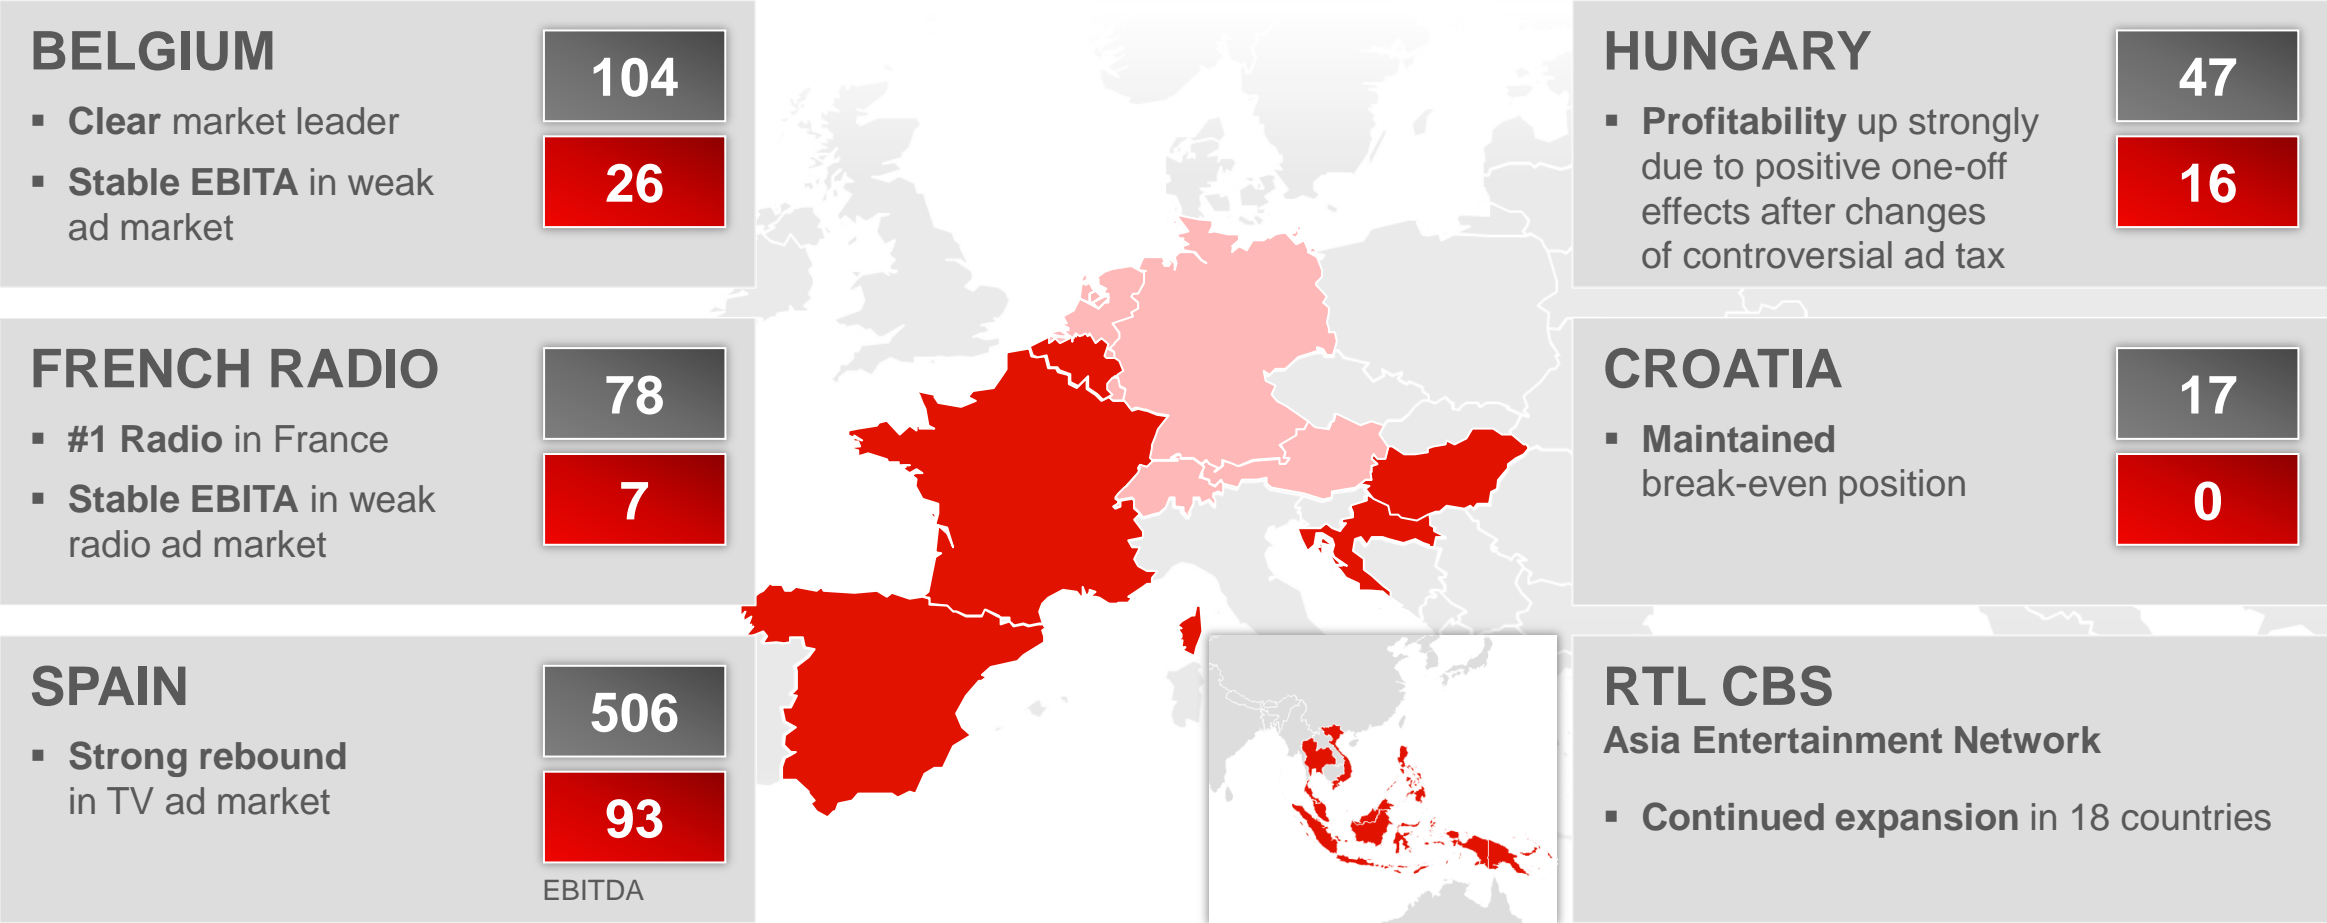 BELGIUM
104
▪ Clear market leader
▪ Stable EBITA in weak
ad market
26
FRENCH RADIO
78
▪ #1 Radio in France
▪ Stable EBITA in weak
radio ad market
7
SPAIN
506
▪ Strong rebound
in TV ad market
93
EBITDA
HUNGARY
47
▪ Profitability up strongly
due to positive one-off
effects after changes
of controversial ad tax
16
CROATIA
17
▪ Maintained
break-even position
0
RTL CBS
Asia Entertainment Network
▪ Continued expansion in 18 countries